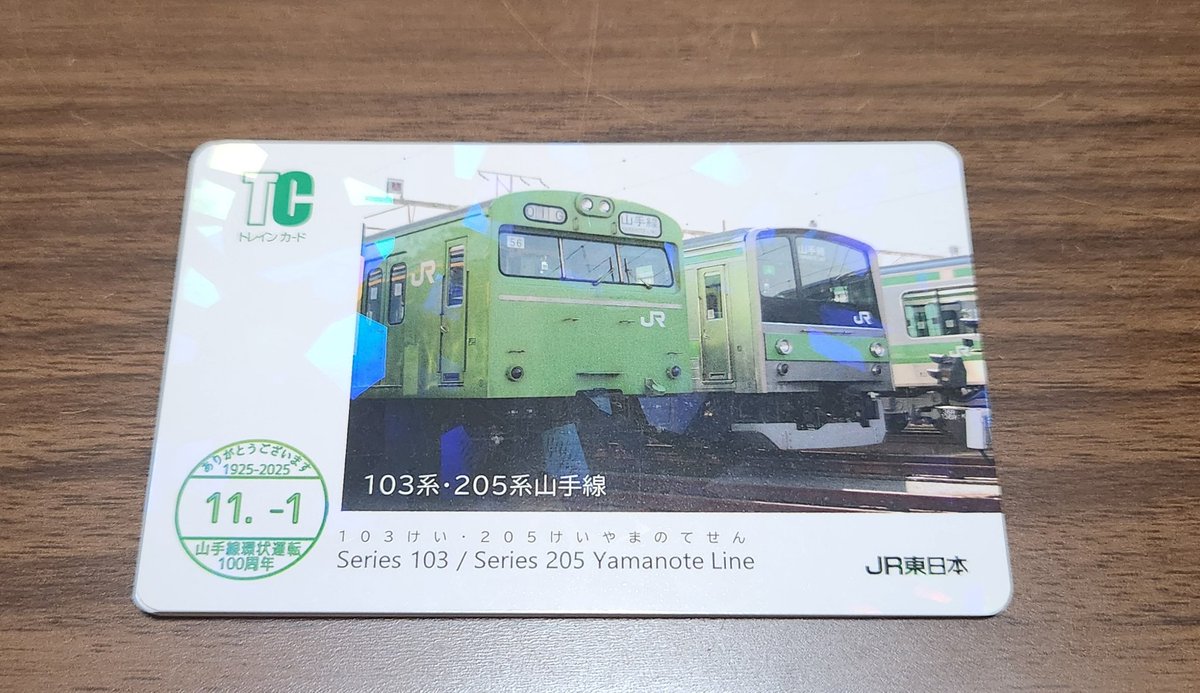 TC
トレインカード
山手線
56
JR
JR
山手線
JR
103系・205系山手線
ありがとうございます
1925-2025
11. -1
山手線環状運転
100周年
103けい・205けいやまのてせん
Series 103 / Series 205 Yamanote Line
JR東日本